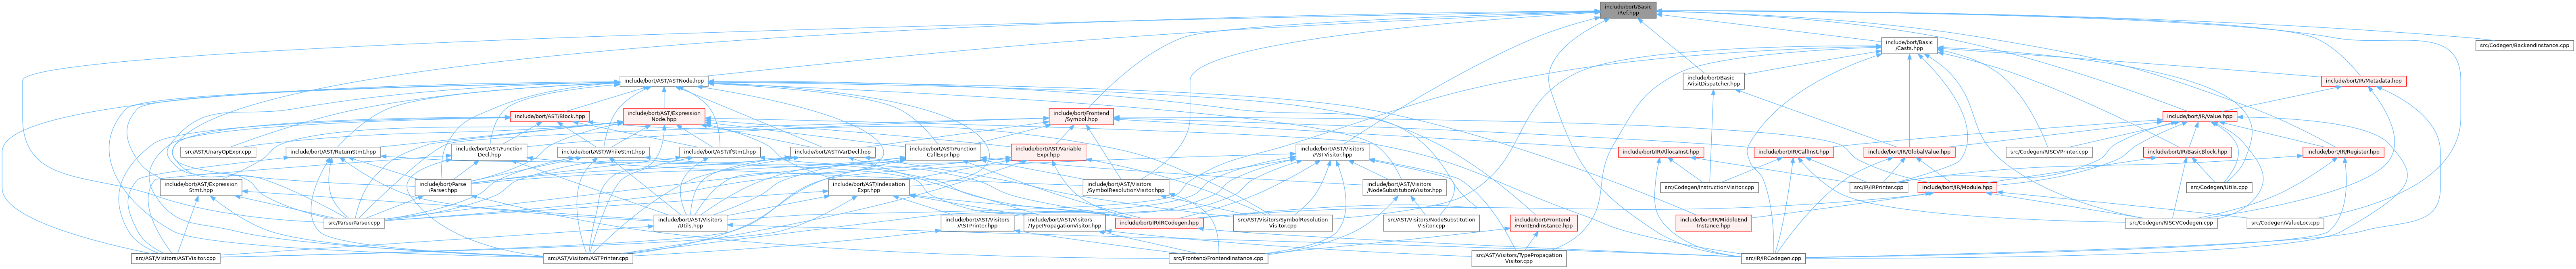 include/bort/Basic
/Ref.hpp
include/bort/Basic
/Casts.hpp
src/Codegen/BackendInstance.cpp
include/bort/AST/ASTNode.hpp
include/bort/Basic
/VisitDispatcher.hpp
include/bort/IR/Metadata.hpp
include/bort/AST/Block.hpp
include/bort/AST/Expression
Node.hpp
include/bort/Frontend
/Symbol.hpp
include/bort/IR/Value.hpp
src/AST/UnaryOpExpr.cpp
include/bort/AST/ReturnStmt.hpp
include/bort/AST/Function
Decl.hpp
include/bort/AST/WhileStmt.hpp
include/bort/AST/IfStmt.hpp
include/bort/AST/VarDecl.hpp
include/bort/AST/Function
CallExpr.hpp
include/bort/AST/Variable
Expr.hpp
include/bort/AST/Visitors
/ASTVisitor.hpp
include/bort/IR/AllocaInst.hpp
include/bort/IR/CallInst.hpp
include/bort/IR/GlobalValue.hpp
src/Codegen/RISCVPrinter.cpp
include/bort/IR/BasicBlock.hpp
include/bort/IR/Register.hpp
include/bort/AST/Expression
Stmt.hpp
include/bort/Parse
/Parser.hpp
include/bort/AST/Indexation
Expr.hpp
include/bort/AST/Visitors
/SymbolResolutionVisitor.hpp
include/bort/AST/Visitors
/NodeSubstitutionVisitor.hpp
src/Codegen/InstructionVisitor.cpp
src/IR/IRPrinter.cpp
include/bort/IR/Module.hpp
src/Codegen/Utils.cpp
src/Parse/Parser.cpp
include/bort/AST/Visitors
/Utils.hpp
include/bort/AST/Visitors
/ASTPrinter.hpp
include/bort/AST/Visitors
/TypePropagationVisitor.hpp
include/bort/IR/IRCodegen.hpp
src/AST/Visitors/SymbolResolution
Visitor.cpp
src/AST/Visitors/NodeSubstitution
Visitor.cpp
include/bort/Frontend
/FrontEndInstance.hpp
include/bort/IR/MiddleEnd
Instance.hpp
src/Codegen/RISCVCodegen.cpp
src/Codegen/ValueLoc.cpp
src/AST/Visitors/ASTVisitor.cpp
src/AST/Visitors/ASTPrinter.cpp
src/Frontend/FrontendInstance.cpp
src/AST/Visitors/TypePropagation
Visitor.cpp
src/IR/IRCodegen.cpp